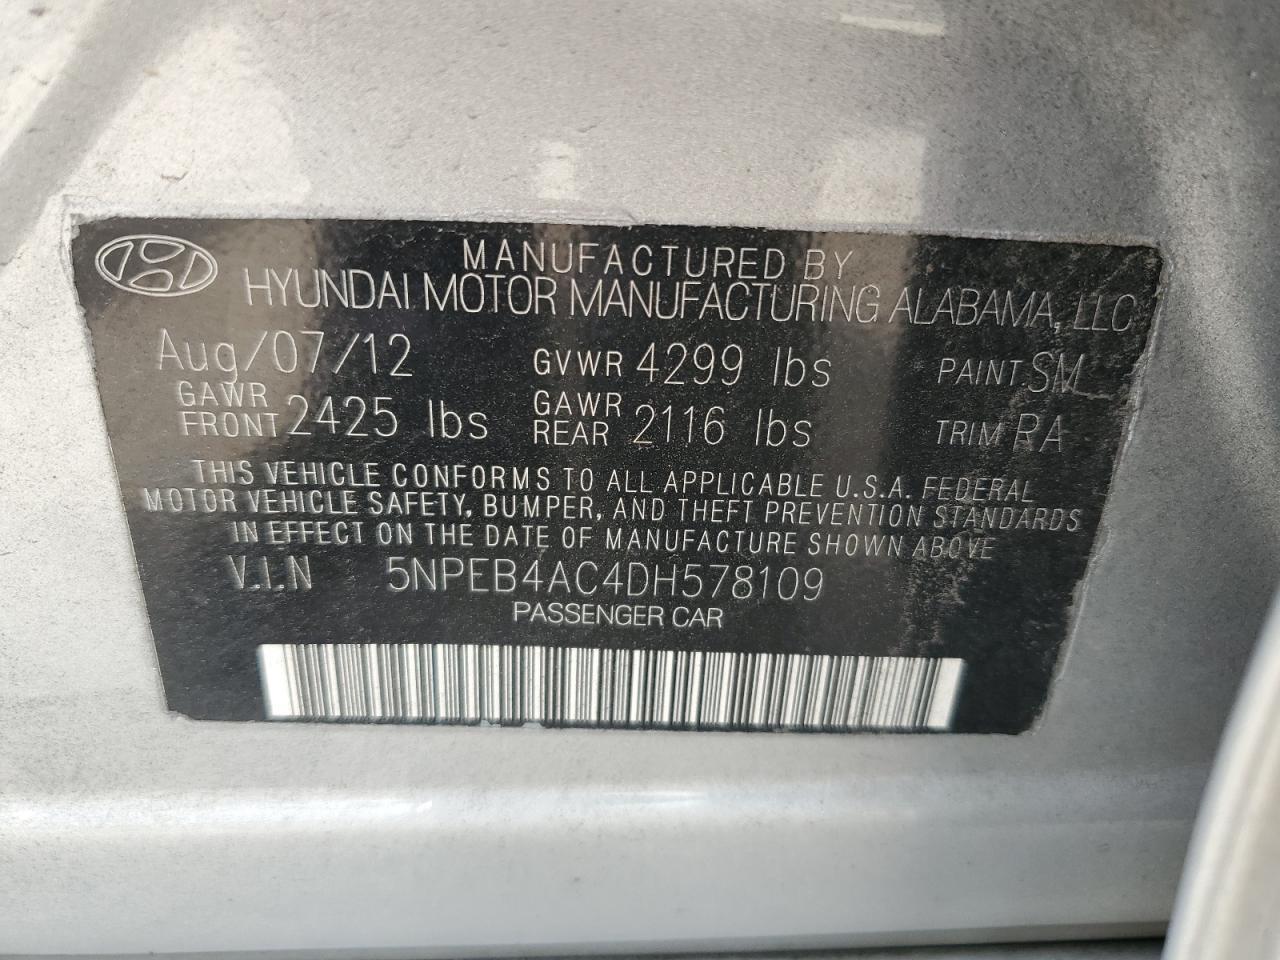 MANUFACTURED BY
HYUNDAI MOTOR MANUFACTURING ALABAMA, LLC
Aug/07/12 GVWR 4299 lbs PAINT SM
GAWR FRONT 2425 lbs GAWR REAR 2116 lbs TRIM RA
THIS VEHICLE CONFORMS TO ALL APPLICABLE U.S.A. FEDERAL
MOTOR VEHICLE SAFETY, BUMPER, AND THEFT PREVENTION STANDARDS
IN EFFECT ON THE DATE OF MANUFACTURE SHOWN ABOVE
V.I.N 5NPEB4AC4DH578109
PASSENGER CAR